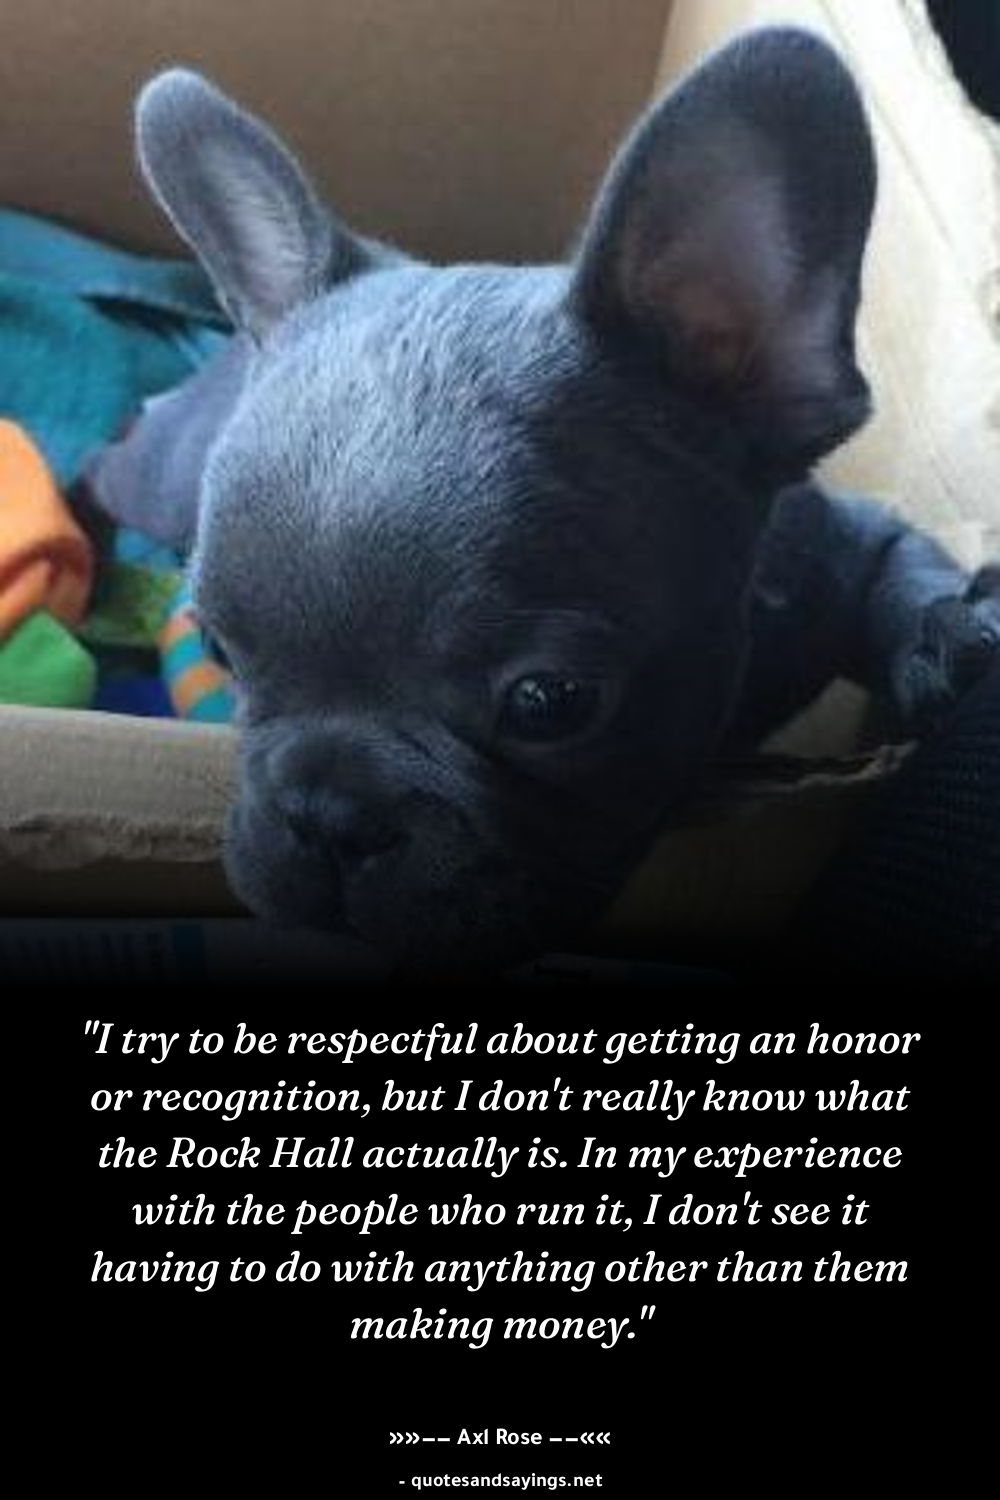 "I try to be respectful about getting an honor
or recognition, but I don't really know what
the Rock Hall actually is. In my experience
with the people who run it, I don't see it
having to do with anything other than them
making money."
»»−− Axl Rose −−««
- quotesandsayings.net